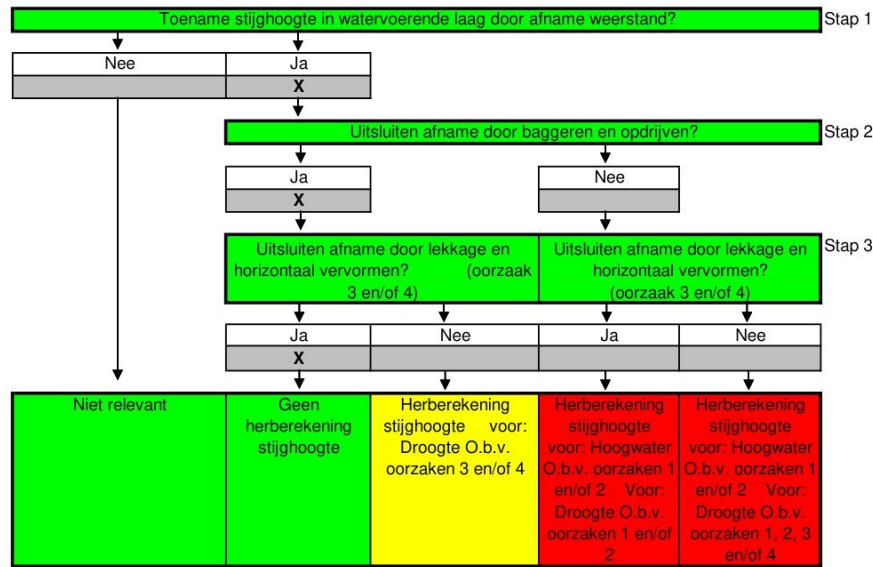 Toename stijghoogte in watervoerende laag door afname weerstand? Stap 1
Nee Ja
X
Uitsluiten afname door baggeren en opdrijven? Stap 2
Ja Nee
X
Uitsluiten afname door lekkage en
horizontaal vervormen? (oorzaak
3 en/of 4)
Uitsluiten afname door lekkage en
horizontaal vervormen?
(oorzaak 3 en/of 4)
Stap 3
Ja Nee Ja Nee
X
Niet relevant
Geen
herberekening
stijghoogte
Herberekening
stijghoogte voor:
Droogte O.b.v.
oorzaken 3 en/of 4
Herberekening
stijghoogte
voor: Hoogwater
O.b.v. oorzaken 1
en/of 2 Voor:
Droogte O.b.v.
oorzaken 1 en/of
2
Herberekening
stijghoogte
voor: Hoogwater
O.b.v. oorzaken 1
en/of 2 Voor:
Droogte O.b.v.
oorzaken 1, 2, 3
en/of 4